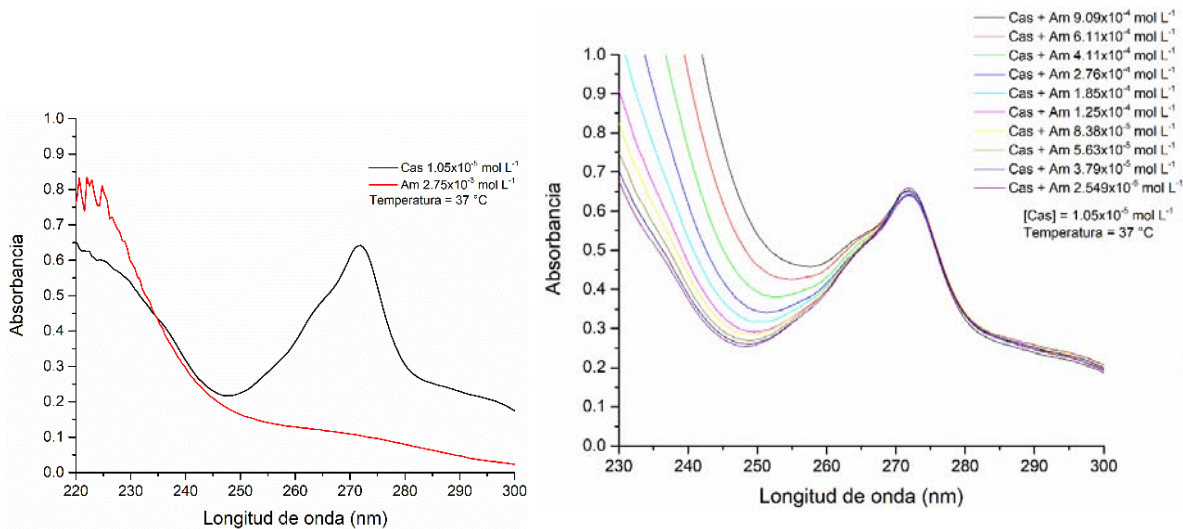 1.0
0.9
0.8
0.7
0.6
0.5
0.4
0.3
0.2
0.1
0.0
Absorbancia
Cas 1.05x10⁻⁵ mol L⁻¹
Am 2.75x10⁻³ mol L⁻¹
Temperatura = 37 °C
220 230 240 250 260 270 280 290 300
Longitud de onda (nm)
1.0
0.9
0.8
0.7
0.6
0.5
0.4
0.3
0.2
0.1
0.0
Absorbancia
Cas + Am 9.09x10⁻⁴ mol L⁻¹
Cas + Am 6.11x10⁻⁴ mol L⁻¹
Cas + Am 4.11x10⁻⁴ mol L⁻¹
Cas + Am 2.76x10⁻⁴ mol L⁻¹
Cas + Am 1.85x10⁻⁴ mol L⁻¹
Cas + Am 1.25x10⁻⁴ mol L⁻¹
Cas + Am 8.38x10⁻⁵ mol L⁻¹
Cas + Am 5.63x10⁻⁵ mol L⁻¹
Cas + Am 3.79x10⁻⁵ mol L⁻¹
Cas + Am 2.549x10⁻⁵ mol L⁻¹
[Cas] = 1.05x10⁻⁵ mol L⁻¹
Temperatura = 37 °C
230 240 250 260 270 280 290 300
Longitud de onda (nm)